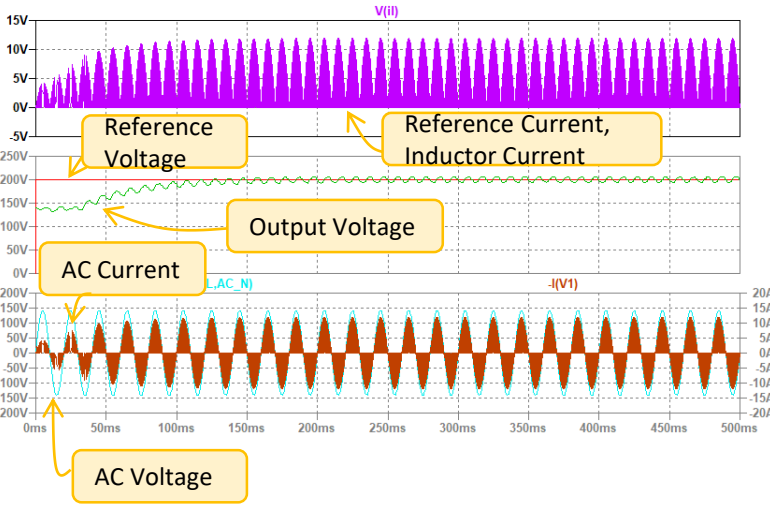 V(il)
15V
10V
5V
0V
-5V
Reference
Voltage
Reference Current,
Inductor Current
250V
200V
150V
100V
50V
0V
Output Voltage
AC Current
L,AC_N)
-I(V1)
200V
150V
100V
50V
0V
-50V
-100V
-150V
200V
20A
15A
10A
5A
0A
-5A
-10A
-15A
-20A
0ms
50ms
100ms
150ms
200ms
250ms
300ms
350ms
400ms
450ms
500ms
AC Voltage